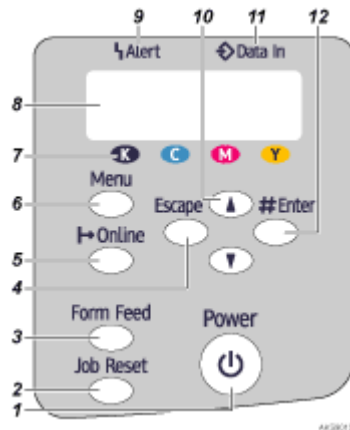 9 10 11 12
Alert Data In
8
7 K C M Y
Menu
6 Escape #Enter
Online
5
4
Form Feed Power
3
Job Reset
2
1